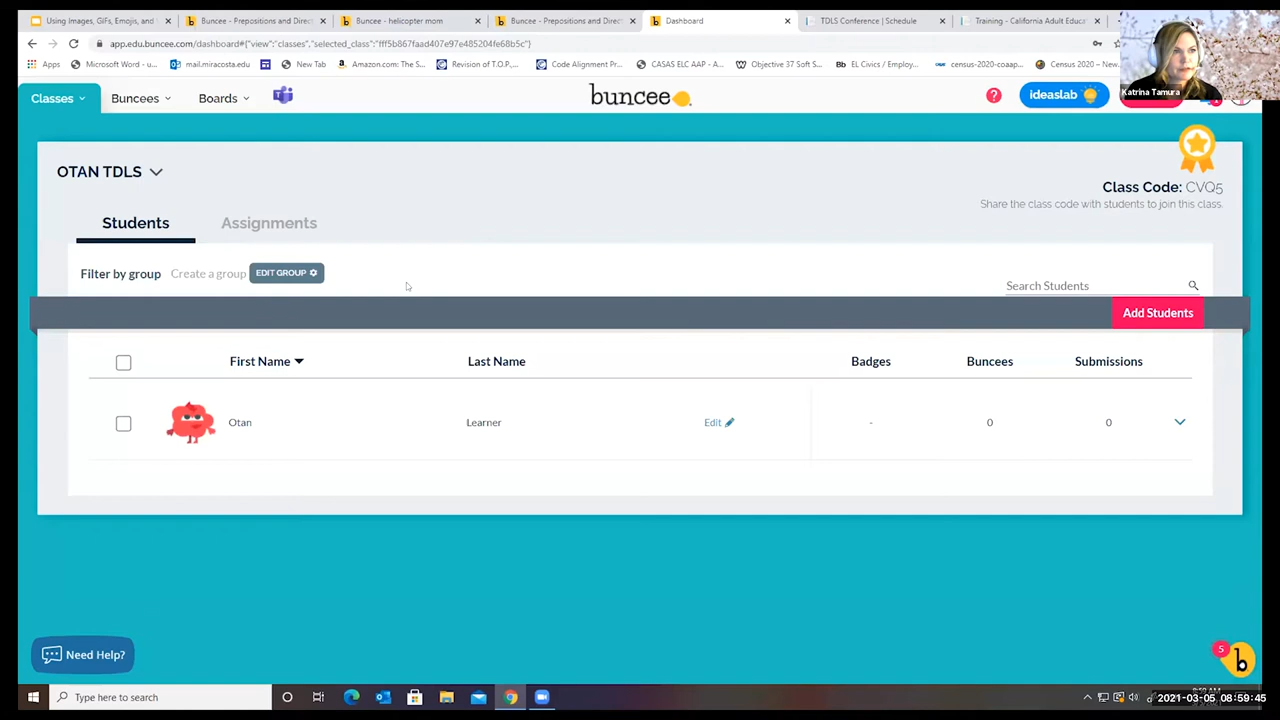 Using Images, GIFs, Emojis, and
Buncee - Prepositions and Direct
Buncee - helicopter mom
Buncee - Prepositions and Direct
Dashboard
TDLS Conference | Schedule
Training - California Adult Educa
app.edu.buncee.com/dashboard#{"view":"classes","selected_class":"fff5b867faad407e97e485204fe68b5c"}
Apps
Microsoft Word - u...
mail.miracosta.edu
New Tab
Amazon.com: The S...
Revision of T.O.P....
Code Alignment Pr...
CASAS ELC AAP - A...
Objective 37 Soft S...
Bb EL Civics / Employ...
census-2020-coaap...
Census 2020 – New...
Katrina Tamura
Classes
Buncees
Boards
buncee
ideaslab
OTAN TDLS
Class Code: CVQ5
Share the class code with students to join this class.
Students
Assignments
Filter by group
Create a group
EDIT GROUP
Search Students
Add Students
First Name
Last Name
Badges
Buncees
Submissions
Otan
Learner
Edit
-
0
0
Need Help?
5
b
Type here to search
2021-03-05 08:59:45